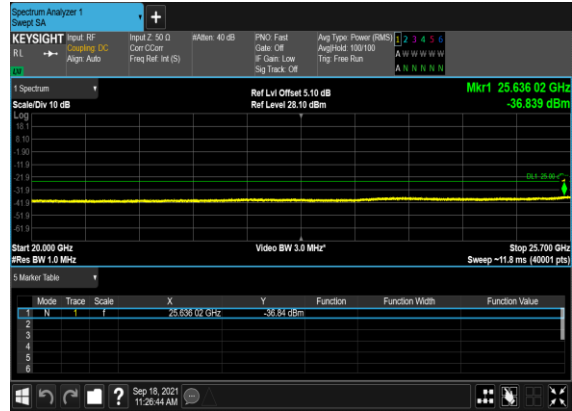 Spectrum Analyzer 1
Swept SA
+
KEYSIGHT Input: RF Input Z: 50 Ω #Atten: 40 dB PNO: Fast Avg Type: Power (RMS) 1 2 3 4 5 6
RL Coupling: DC Corr CCorr Gate: Off Avg|Hold: 100/100 A W W W W W
Align: Auto Freq Ref: Int (S) IF Gain: Low Trig: Free Run
Sig Track: Off A N N N N N
1 Spectrum Ref Lvl Offset 5.10 dB Mkr1 25.636 02 GHz
Scale/Div 10 dB Ref Level 28.10 dBm -36.839 dBm
Log
18.1
8.10
-1.90
-11.9
-21.9
-31.9
-41.9
-51.9
-61.9
Start 20.000 GHz Video BW 3.0 MHz* Stop 25.700 GHz
#Res BW 1.0 MHz Sweep ~11.8 ms (40001 pts)
5 Marker Table
Mode Trace Scale X Y Function Function Width Function Value
1 N 1 f 25.636 02 GHz -36.84 dBm
2
3
4
5
6
? Sep 18, 2021
11:26:44 AM